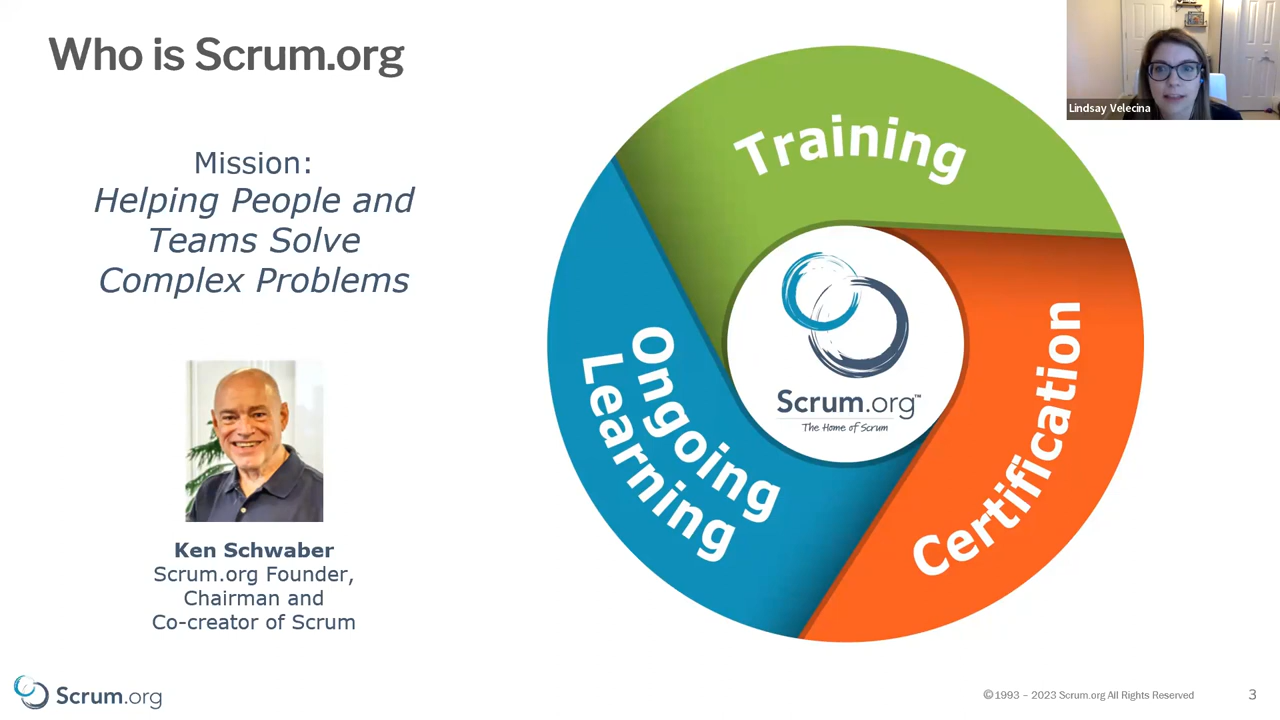 Who is Scrum.org
Lindsay Velecina
Mission:
Helping People and
Teams Solve
Complex Problems
Training
Certification
Ongoing
Learning
Scrum.org™
The Home of Scrum
Ken Schwaber
Scrum.org Founder,
Chairman and
Co-creator of Scrum
Scrum.org
©1993 – 2023 Scrum.org All Rights Reserved
3